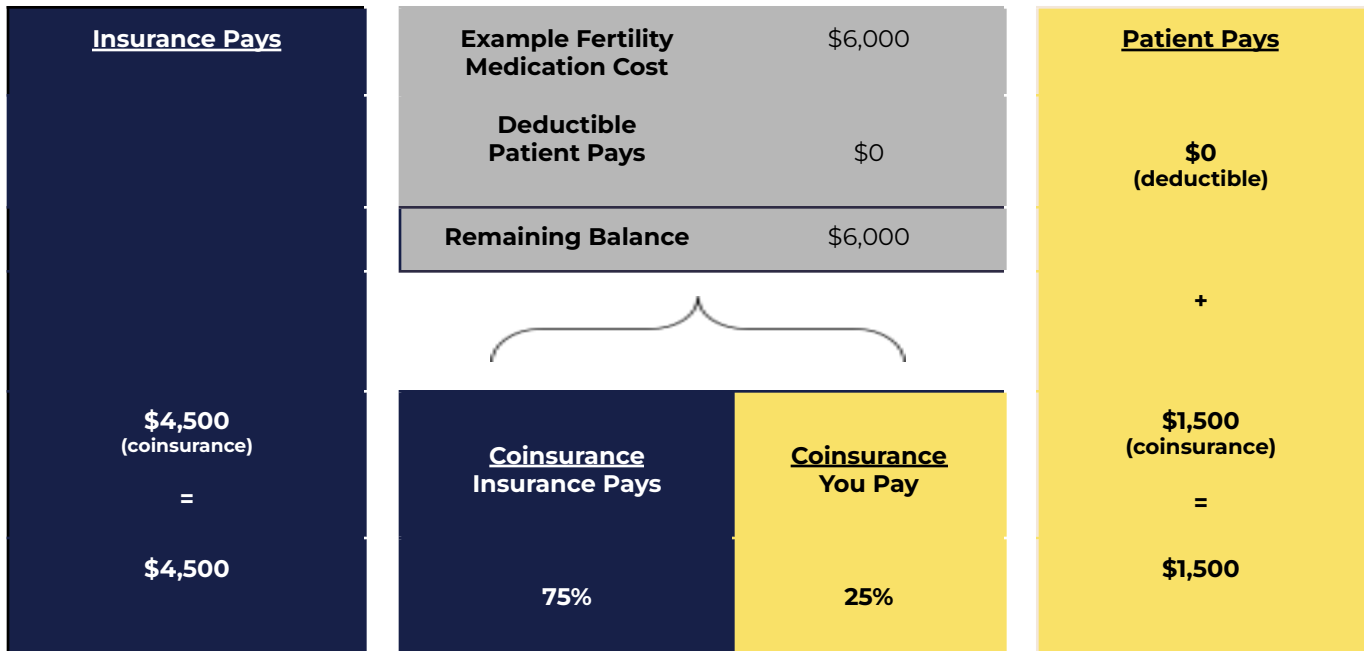 Insurance Pays
$4,500
(coinsurance)
=
$4,500
Example Fertility
Medication Cost
$6,000
Deductible
Patient Pays
$0
Remaining Balance
$6,000
Coinsurance
Insurance Pays
75%
Coinsurance
You Pay
25%
Patient Pays
$0
(deductible)
+
$1,500
(coinsurance)
=
$1,500